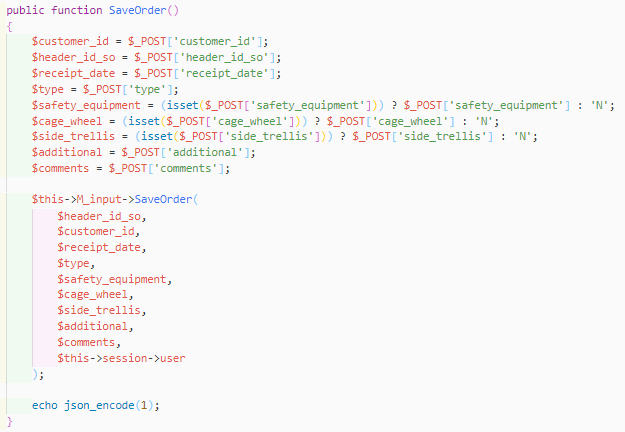 public function SaveOrder()
{
    $customer_id = $_POST['customer_id'];
    $header_id_so = $_POST['header_id_so'];
    $receipt_date = $_POST['receipt_date'];
    $type = $_POST['type'];
    $safety_equipment = (isset($_POST['safety_equipment'])) ? $_POST['safety_equipment'] : 'N';
    $cage_wheel = (isset($_POST['cage_wheel'])) ? $_POST['cage_wheel'] : 'N';
    $side_trellis = (isset($_POST['side_trellis'])) ? $_POST['side_trellis'] : 'N';
    $additional = $_POST['additional'];
    $comments = $_POST['comments'];

    $this->M_input->SaveOrder(
        $header_id_so,
        $customer_id,
        $receipt_date,
        $type,
        $safety_equipment,
        $cage_wheel,
        $side_trellis,
        $additional,
        $comments,
        $this->session->user
    );

    echo json_encode(1);
}